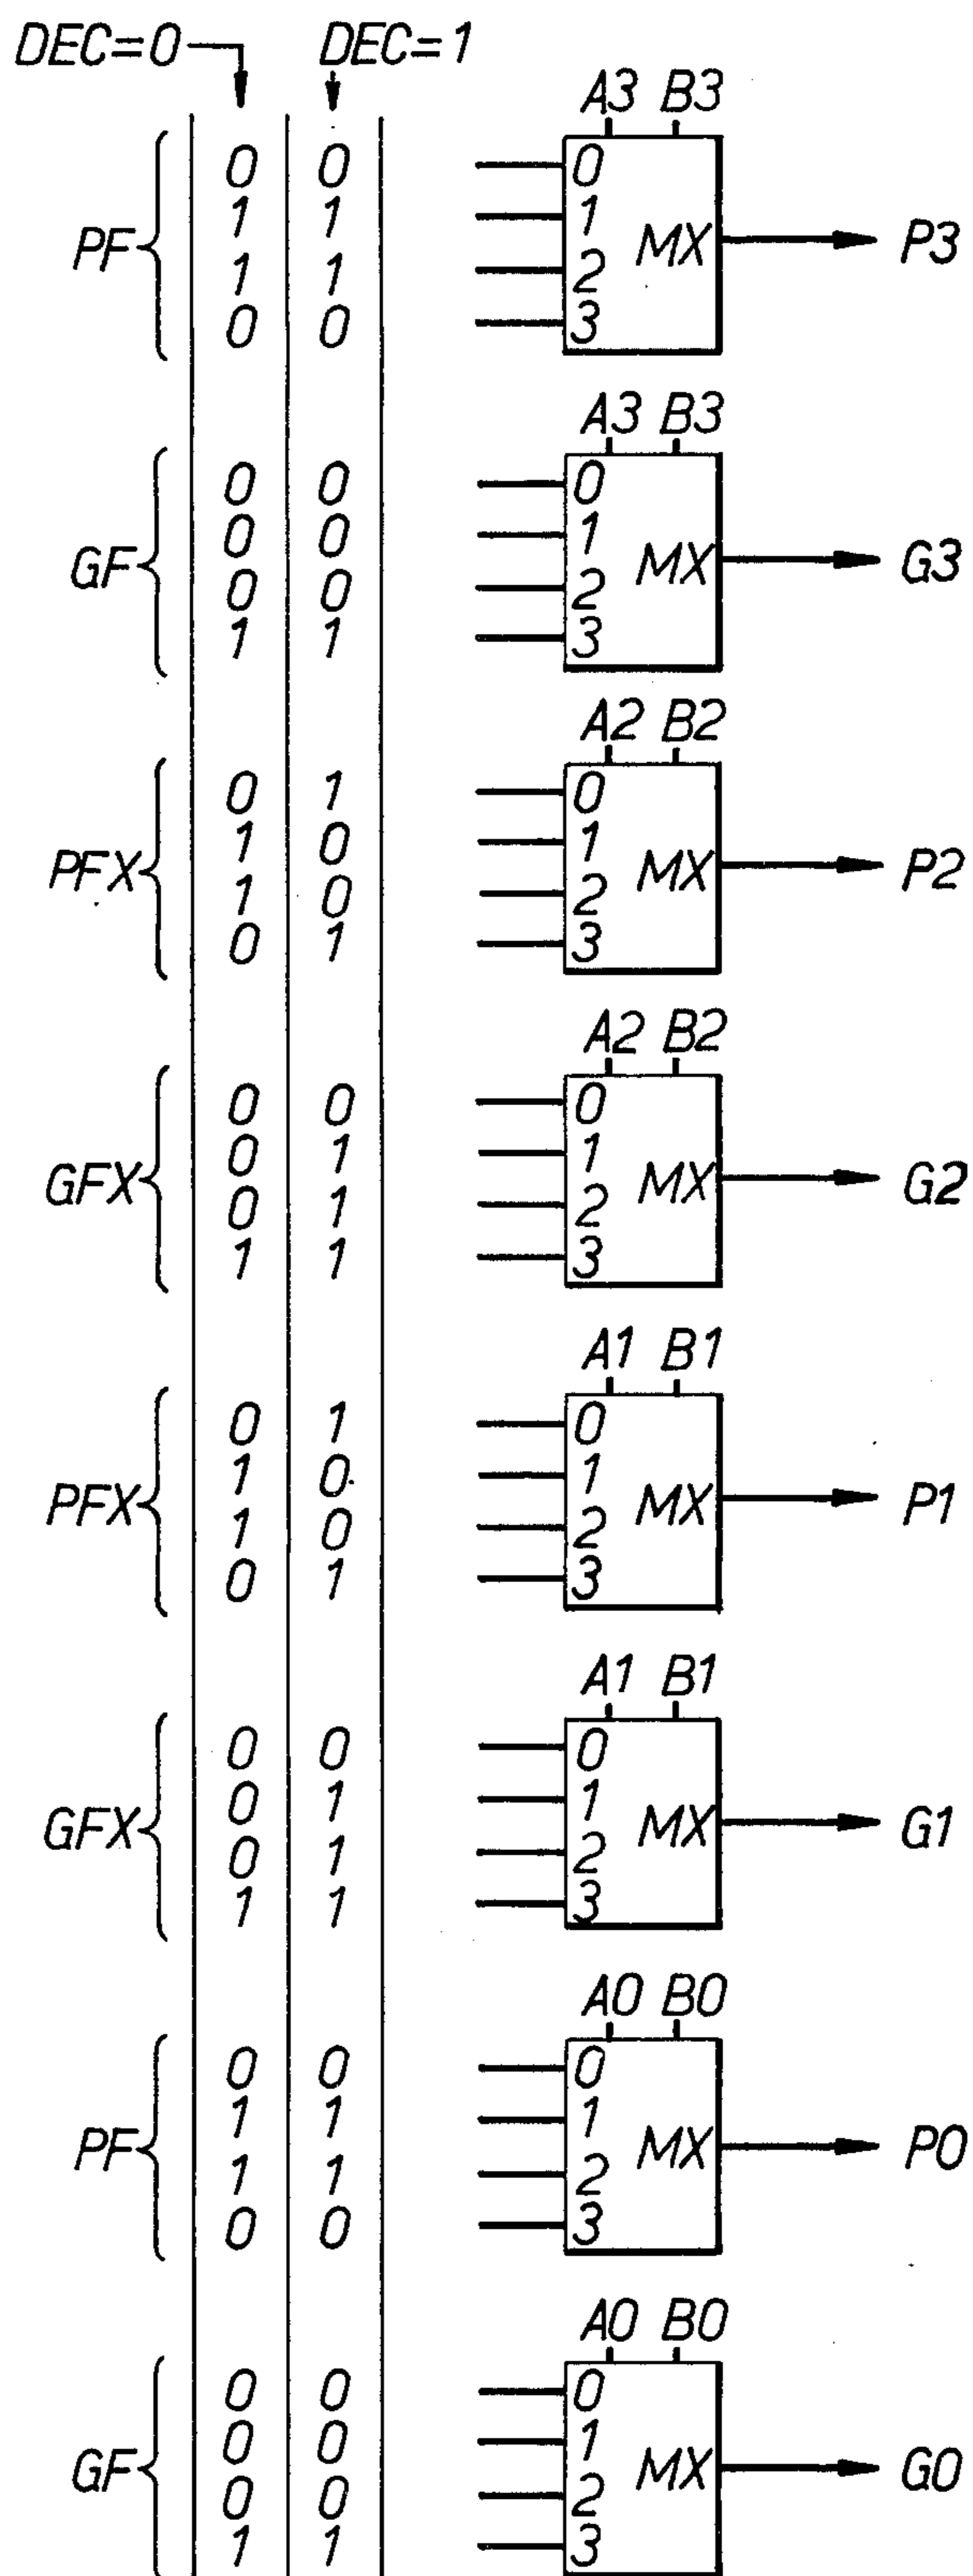 DEC=0 DEC=1
A3 B3
0 0 0
1 1 1
PF MX P3
1 1 2
0 0 3
A3 B3
0 0 0
0 0 1
GF MX G3
0 0 2
1 1 3
A2 B2
0 1 0
1 0 1
PFX MX P2
1 0 2
0 1 3
A2 B2
0 0 0
0 1 1
GFX MX G2
0 1 2
1 1 3
A1 B1
0 1 0
1 0 1
PFX MX P1
1 0 2
0 1 3
A1 B1
0 0 0
0 1 1
GFX MX G1
0 1 2
1 1 3
A0 B0
0 0 0
1 1 1
PF MX P0
1 1 2
0 0 3
A0 B0
0 0 0
0 0 1
GF MX G0
0 0 2
1 1 3